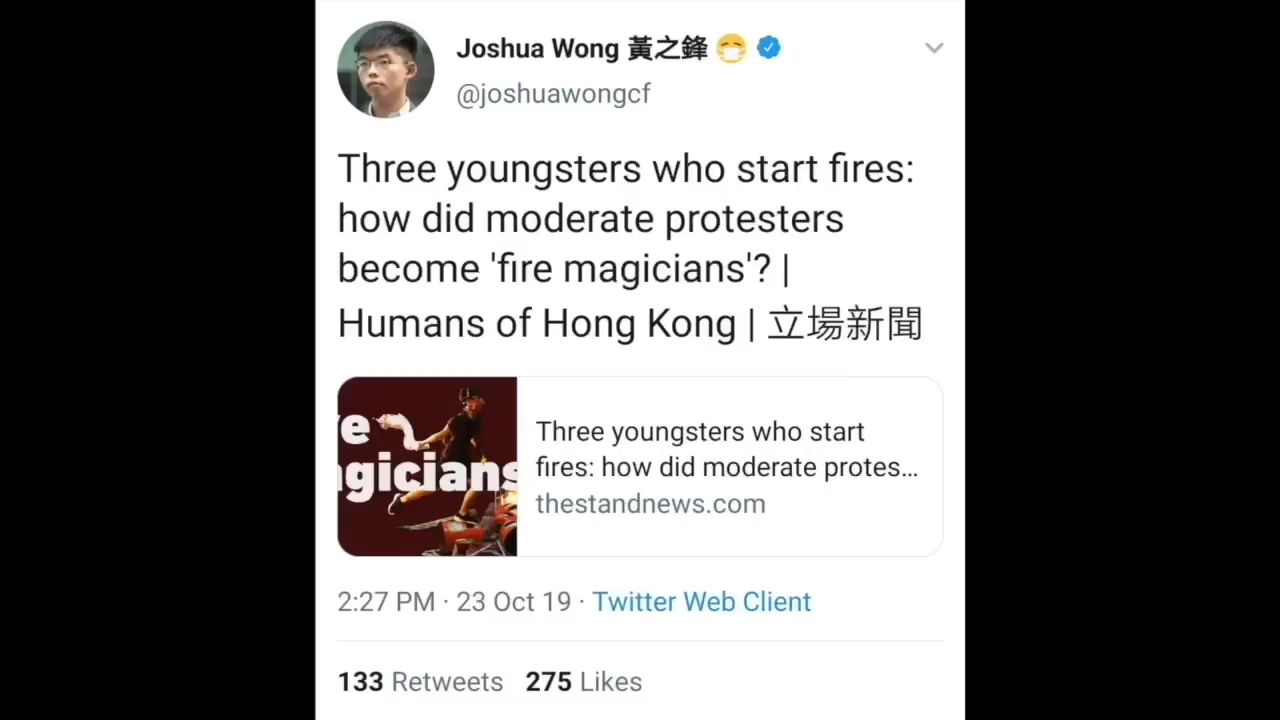 Joshua Wong 黃之鋒 😷
@joshuawongcf
Three youngsters who start fires:
how did moderate protesters
become 'fire magicians'? |
Humans of Hong Kong | 立場新聞
e
gicians
Three youngsters who start
fires: how did moderate protes...
thestandnews.com
2:27 PM · 23 Oct 19 · Twitter Web Client
133 Retweets 275 Likes